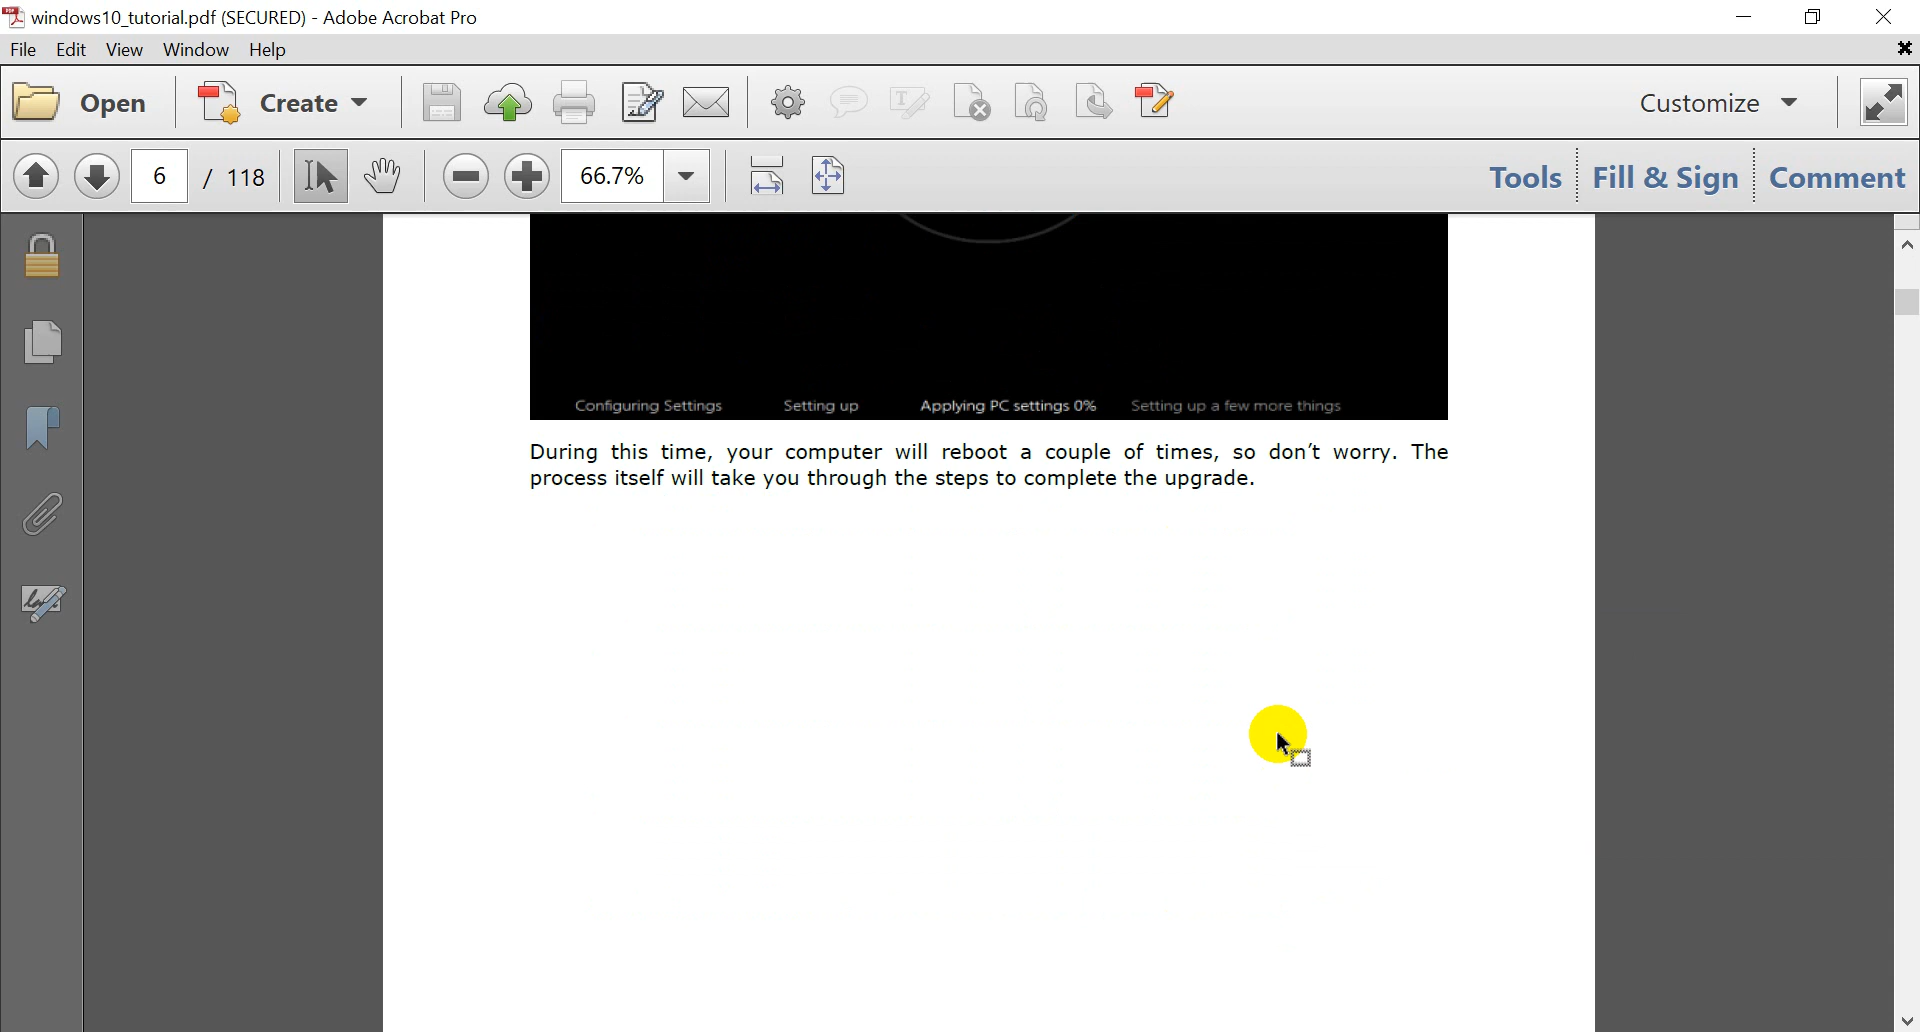 windows10_tutorial.pdf (SECURED) - Adobe Acrobat Pro
File Edit View Window Help
Open Create Customize
6 / 118 66.7% Tools Fill & Sign Comment
Configuring Settings Setting up Applying PC settings 0% Setting up a few more things
During this time, your computer will reboot a couple of times, so don’t worry. The
process itself will take you through the steps to complete the upgrade.